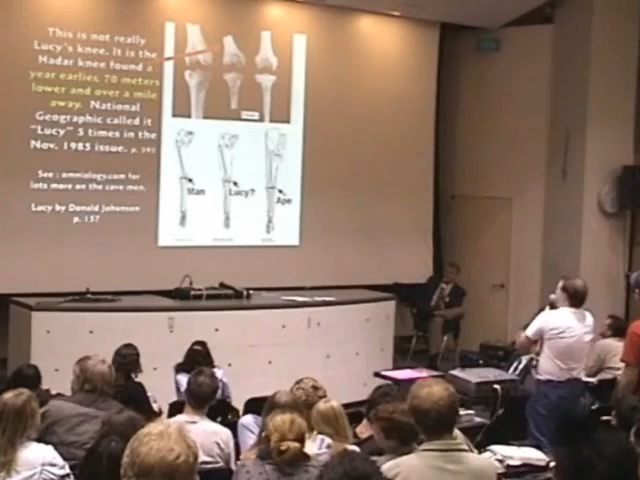 This is not really
Lucy's knee. It is the
Hadar knee found a
year earlier, 70 meters
lower and over a mile
away. National
Geographic called it
"Lucy" 5 times in the
Nov. 1985 issue.
See : omniology.com for
lots more on the cave men.
Lucy by Donald Johanson
p. 157
Man
Lucy?
Ape